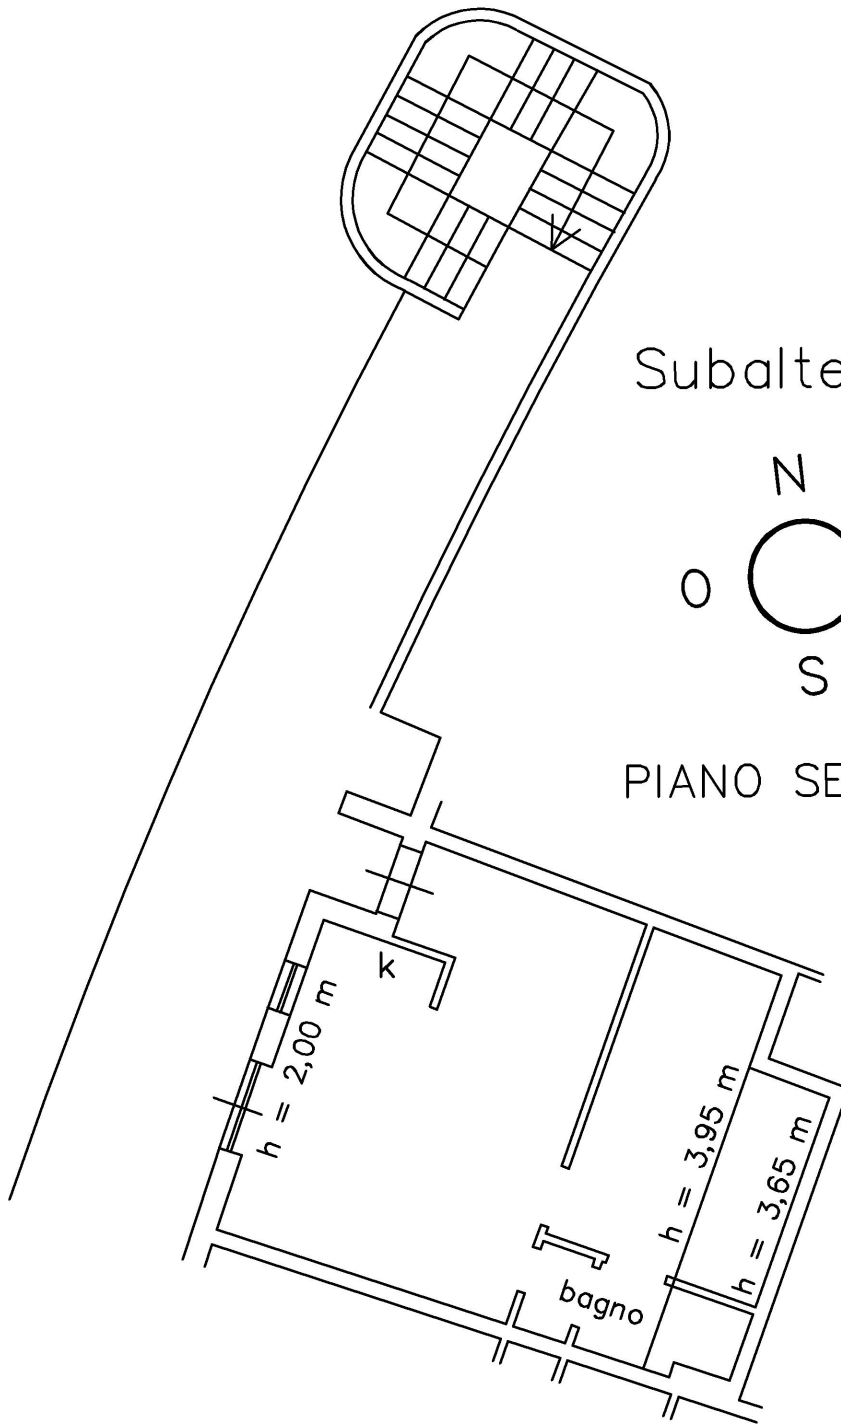 Subalte
N
O
S
PIANO SE
k
h = 2,00 m
h = 3,95 m
h = 3,65 m
bagno